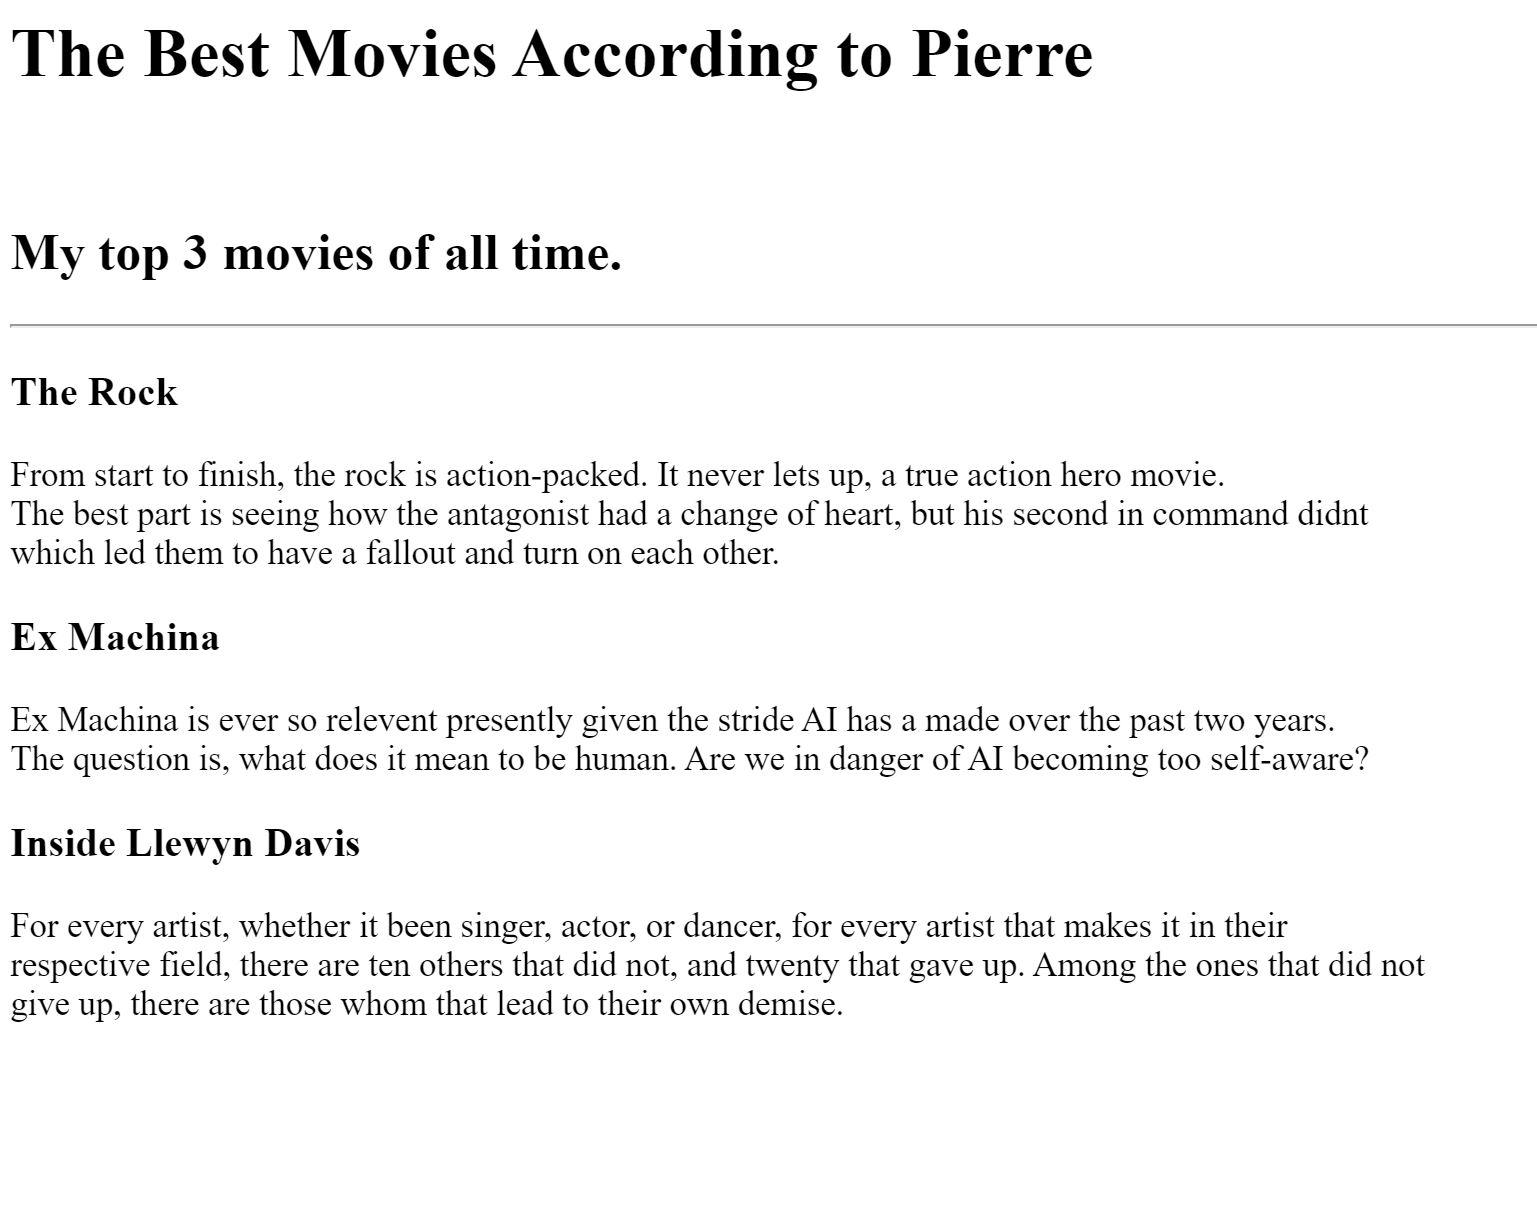 The Best Movies According to Pierre
My top 3 movies of all time.
The Rock
From start to finish, the rock is action-packed. It never lets up, a true action hero movie.
The best part is seeing how the antagonist had a change of heart, but his second in command didnt
which led them to have a fallout and turn on each other.
Ex Machina
Ex Machina is ever so relevent presently given the stride AI has a made over the past two years.
The question is, what does it mean to be human. Are we in danger of AI becoming too self-aware?
Inside Llewyn Davis
For every artist, whether it been singer, actor, or dancer, for every artist that makes it in their
respective field, there are ten others that did not, and twenty that gave up. Among the ones that did not
give up, there are those whom that lead to their own demise.